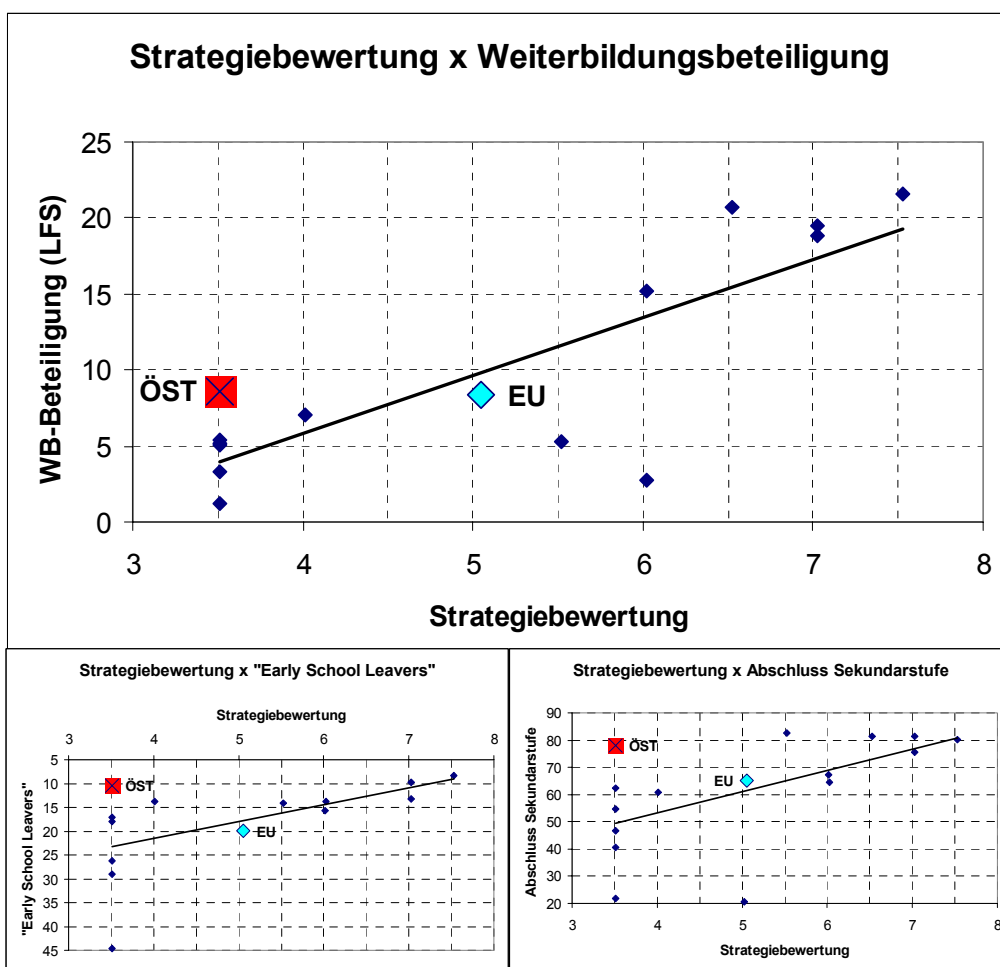 Strategiebewertung x Weiterbildungsbeteiligung
WB-Beteiligung (LFS)
25
20
15
10
5
0
ÖST
EU
3 4 5 6 7 8
Strategiebewertung
Strategiebewertung x "Early School Leavers"
Strategiebewertung
3 4 5 6 7 8
"Early School Leavers"
5
10
15
20
25
30
35
40
45
ÖST
EU
Strategiebewertung x Abschluss Sekundarstufe
Abschluss Sekundarstufe
90
80
70
60
50
40
30
20
ÖST
EU
3 4 5 6 7 8
Strategiebewertung